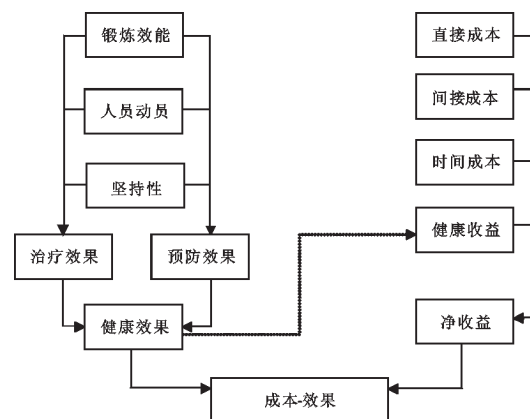 锻炼效能
直接成本
人员动员
间接成本
坚持性
时间成本
治疗效果
预防效果
健康收益
健康效果
净收益
成本-效果